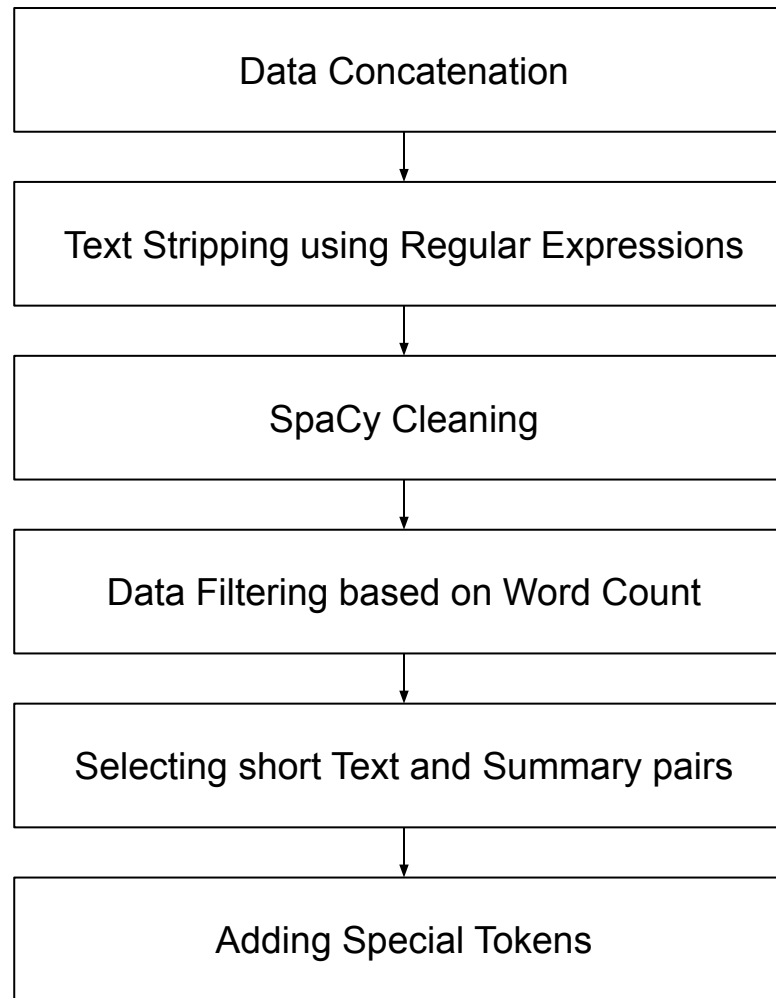 Data Concatenation
Text Stripping using Regular Expressions
SpaCy Cleaning
Data Filtering based on Word Count
Selecting short Text and Summary pairs
Adding Special Tokens